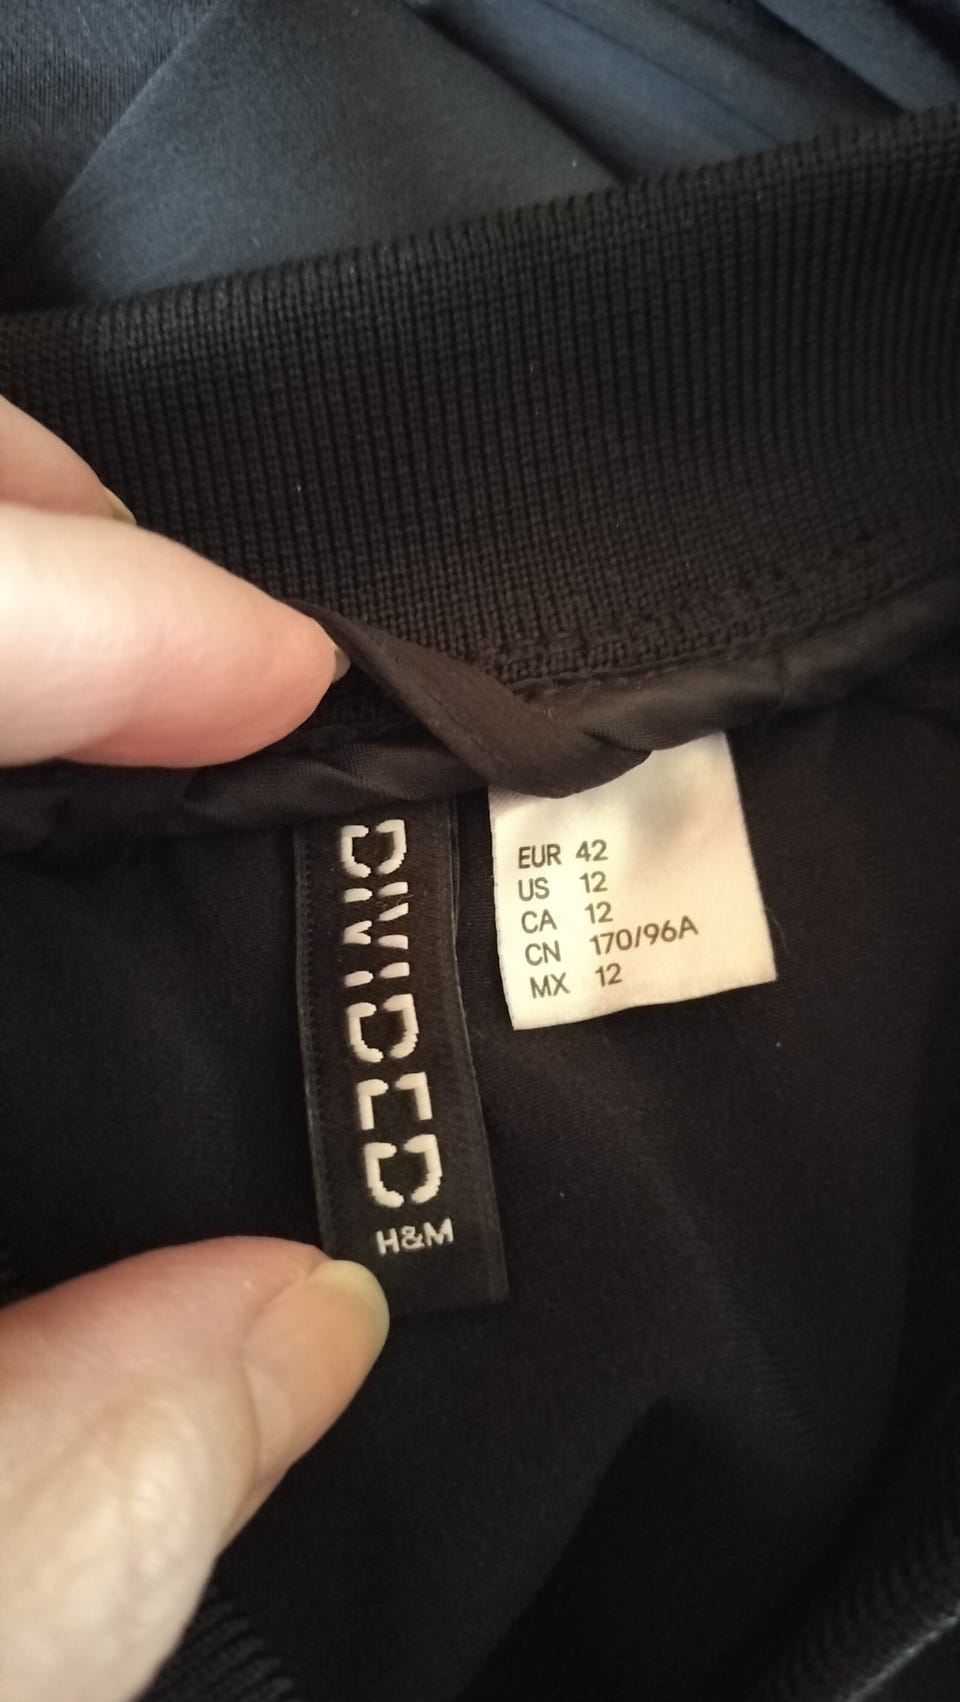 DIVIDED
H&M
EUR 42
US 12
CA 12
CN 170/96A
MX 12